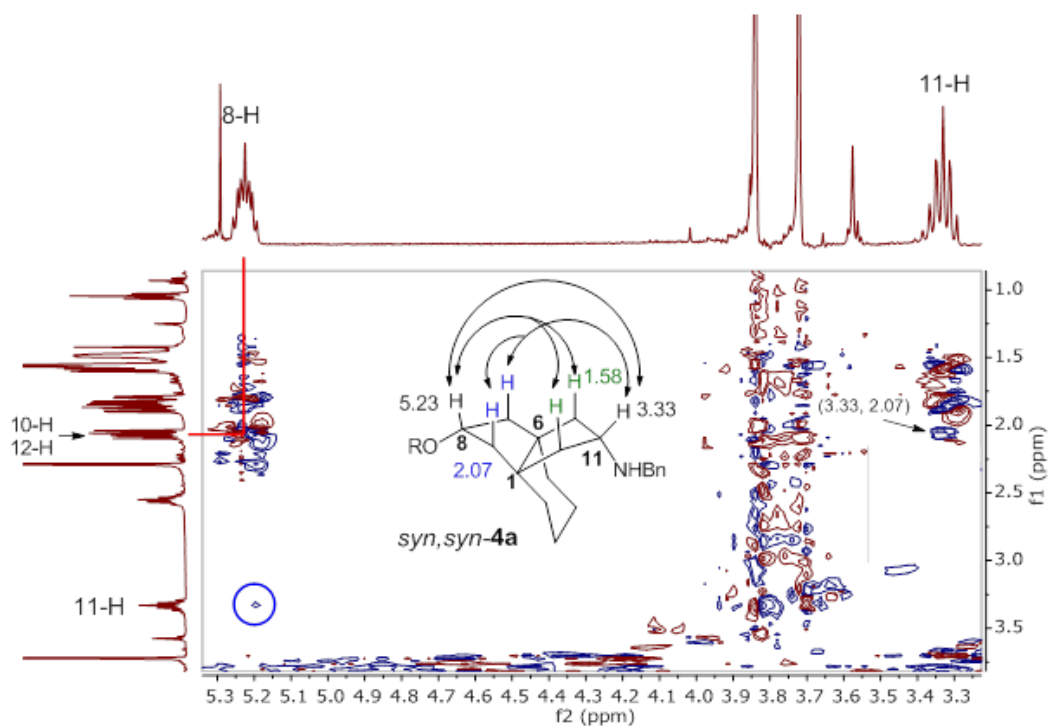 8-H
11-H
10-H
12-H
11-H
H
5.23
H
H
H
1.58
H
H
3.33
RO
8
6
11
2.07
1
NHBn
syn,syn-4a
(3.33, 2.07)
1.0
1.5
2.0
2.5
3.0
3.5
f1 (ppm)
5.3 5.2 5.1 5.0 4.9 4.8 4.7 4.6 4.5 4.4 4.3 4.2 4.1 4.0 3.9 3.8 3.7 3.6 3.5 3.4 3.3
f2 (ppm)